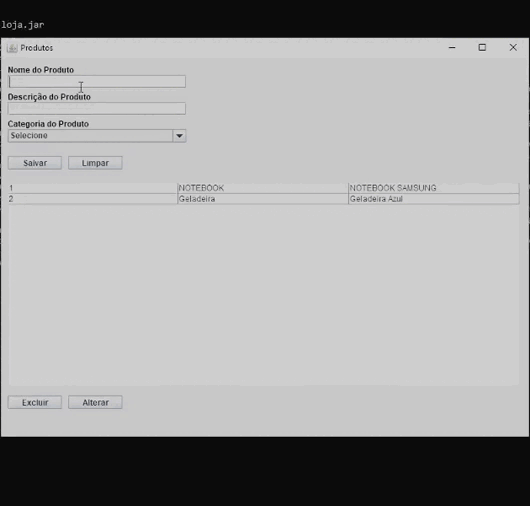 loja.jar
Produtos
Nome do Produto
Descrição do Produto
Categoria do Produto
Selecione
Salvar Limpar
1 NOTEBOOK NOTEBOOK SAMSUNG
2 Geladeira Geladeira Azul
Excluir Alterar